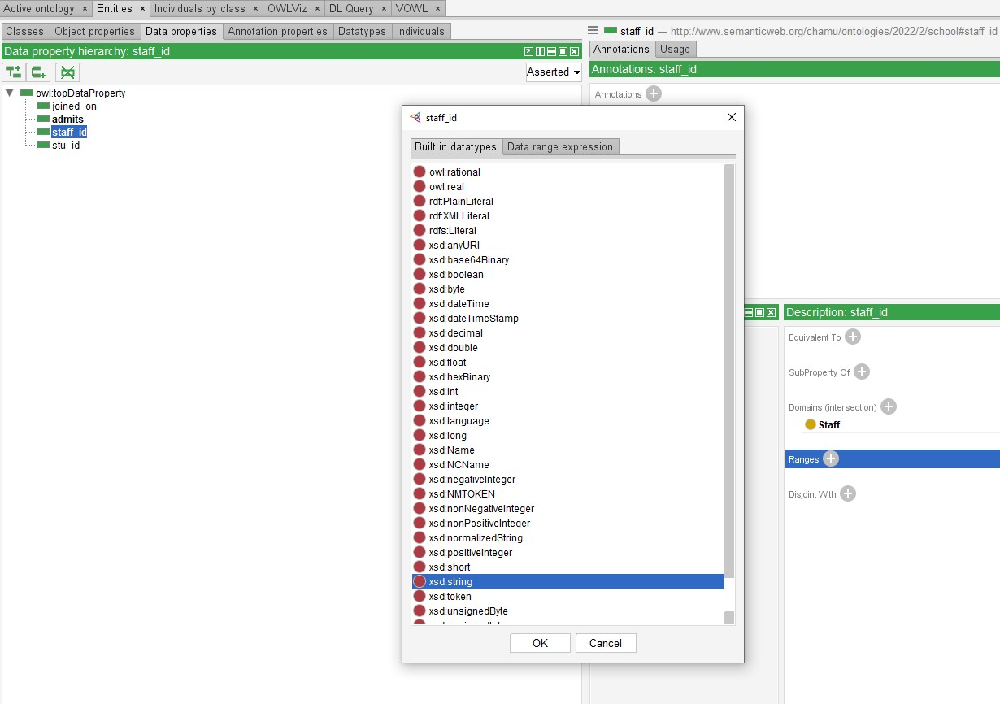 Active ontology × Entities × Individuals by class × OWLViz × DL Query × VOWL ×
Classes Object properties Data properties Annotation properties Datatypes Individuals
Data property hierarchy: staff_id
Asserted
owl:topDataProperty
joined_on
admits
staff_id
stu_id
staff_id — http://www.semanticweb.org/chamu/ontologies/2022/2/school#staff_id
Annotations Usage
Annotations: staff_id
Annotations
staff_id
Built in datatypes Data range expression
owl:rational
owl:real
rdf:PlainLiteral
rdf:XMLLiteral
rdfs:Literal
xsd:anyURI
xsd:base64Binary
xsd:boolean
xsd:byte
xsd:dateTime
xsd:dateTimeStamp
xsd:decimal
xsd:double
xsd:float
xsd:hexBinary
xsd:int
xsd:integer
xsd:language
xsd:long
xsd:Name
xsd:NCName
xsd:negativeInteger
xsd:NMTOKEN
xsd:nonNegativeInteger
xsd:nonPositiveInteger
xsd:normalizedString
xsd:positiveInteger
xsd:short
xsd:string
xsd:token
xsd:unsignedByte
OK Cancel
Description: staff_id
Equivalent To
SubProperty Of
Domains (intersection)
Staff
Ranges
Disjoint With